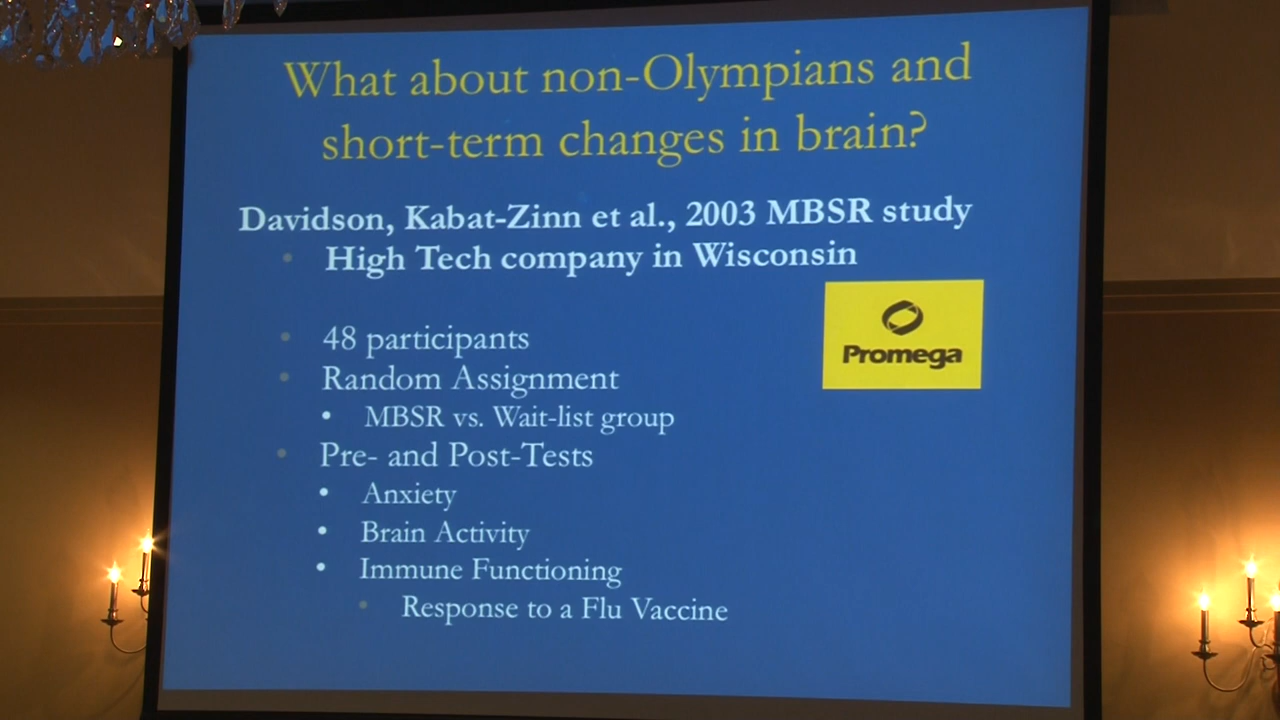 What about non-Olympians and
short-term changes in brain?
Davidson, Kabat-Zinn et al., 2003 MBSR study
• High Tech company in Wisconsin
• 48 participants
• Random Assignment
• MBSR vs. Wait-list group
• Pre- and Post-Tests
• Anxiety
• Brain Activity
• Immune Functioning
• Response to a Flu Vaccine
Promega